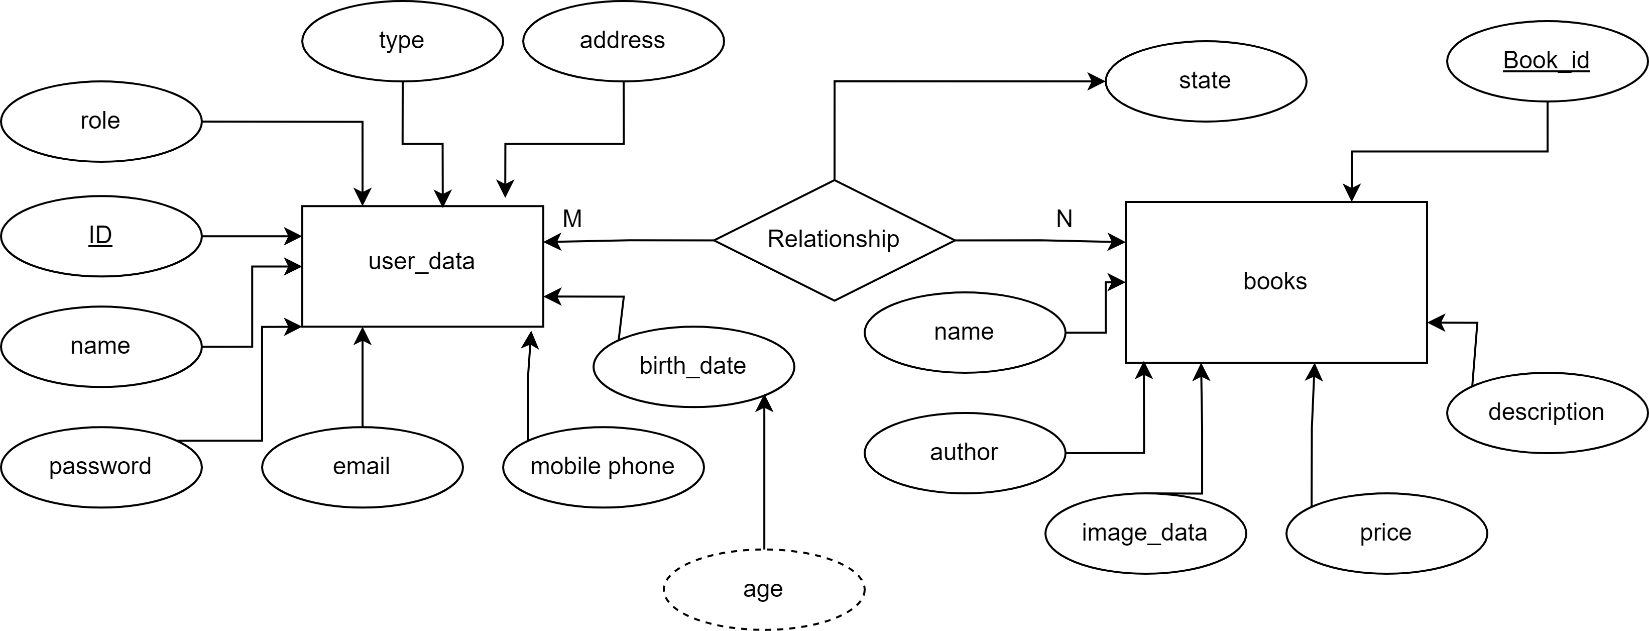 type
address
state
Book_id
role
ID
M
N
Relationship
user_data
books
name
name
birth_date
description
password
email
mobile phone
author
image_data
price
age